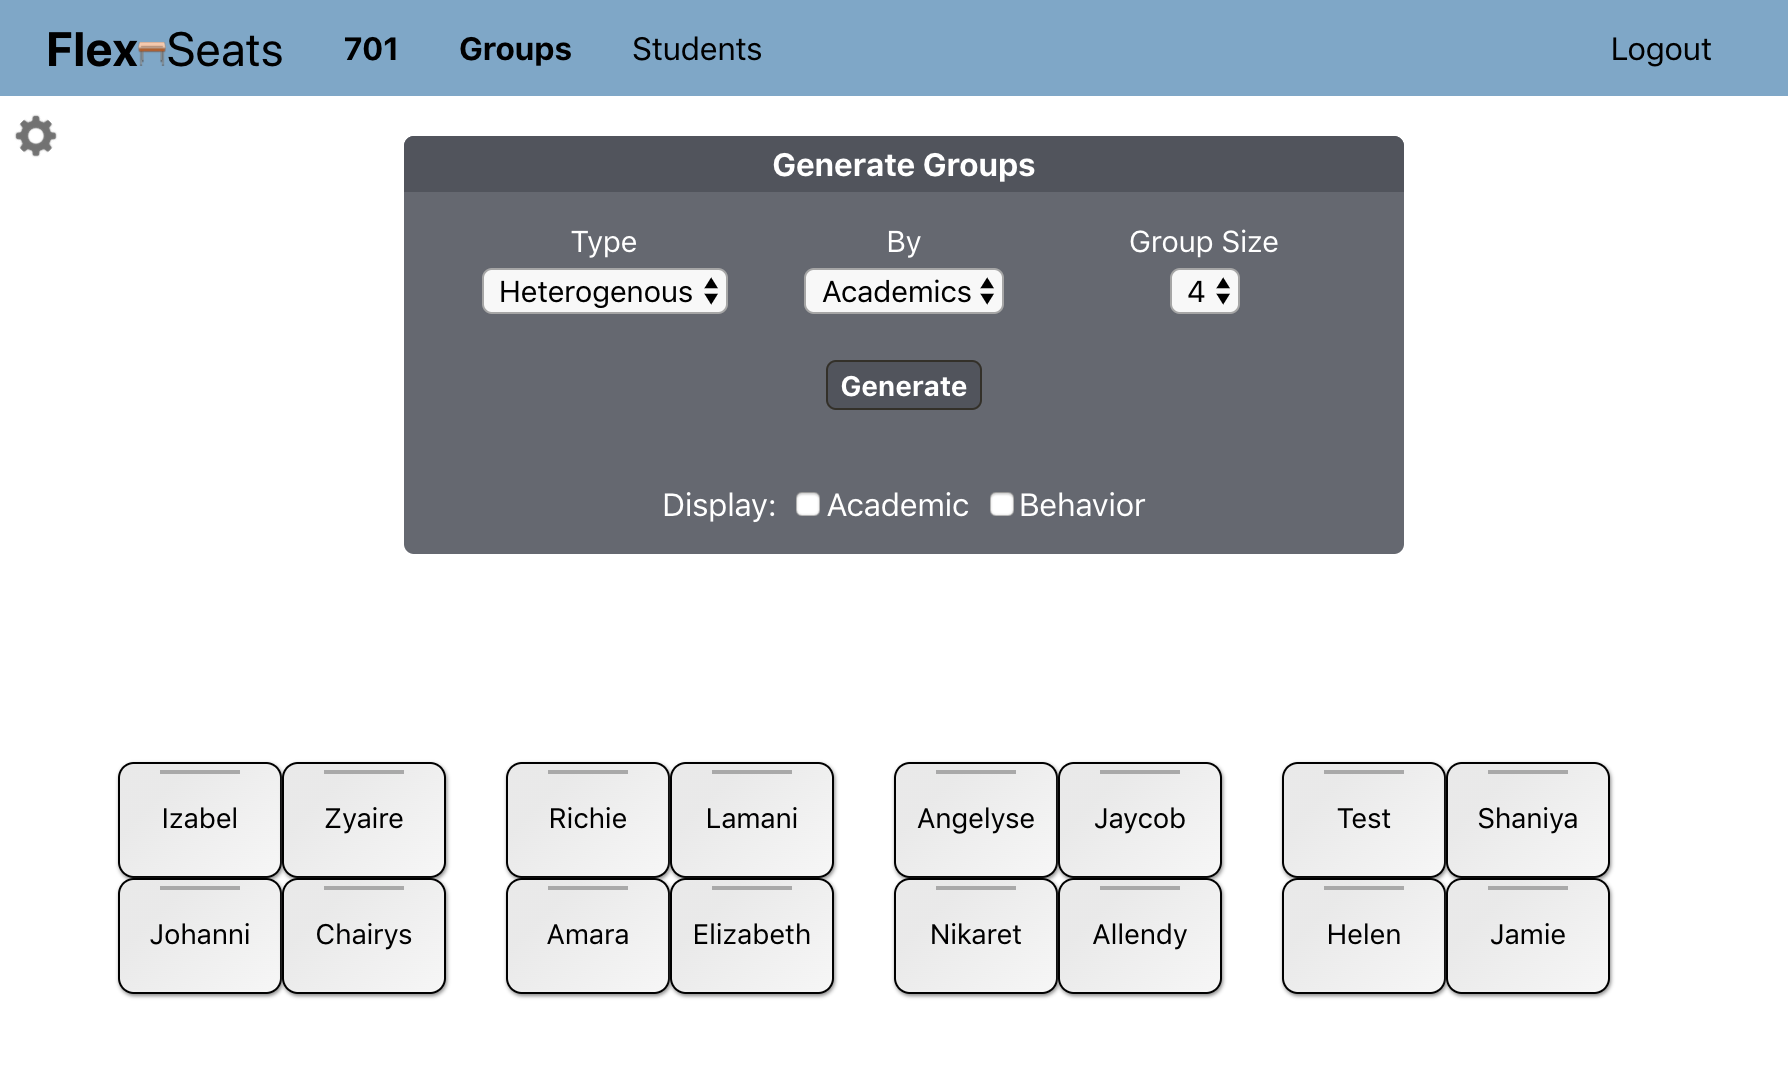 FlexSeats 701 Groups Students Logout
Generate Groups
Type By Group Size
Heterogenous Academics 4
Generate
Display: Academic Behavior
Izabel Zyaire Richie Lamani Angelyse Jaycob Test Shaniya
Johanni Chairys Amara Elizabeth Nikaret Allendy Helen Jamie